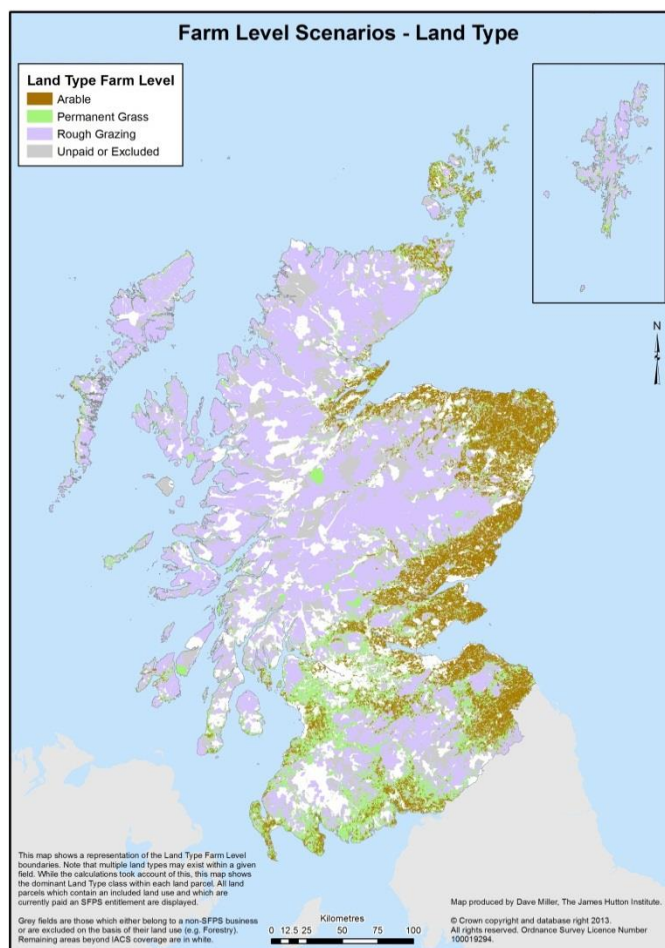 Farm Level Scenarios - Land Type
Land Type Farm Level
Arable
Permanent Grass
Rough Grazing
Unpaid or Excluded
N
This map shows a representation of the Land Type Farm Level
boundaries. Note that multiple land types may exist within a given
field. While the calculations took account of this, this map shows
the dominant Land Type class within each land parcel. All land
parcels which contain an included land use and which are
currently paid an SFPS entitlement are displayed.
Grey fields are those which either belong to a non-SFPS business
or are excluded on the basis of their land use (e.g. Forestry).
Remaining areas beyond IACS coverage are in white.
Kilometres
0 12.5 25 50 75 100
Map produced by Dave Miller, The James Hutton Institute.
© Crown copyright and database right 2013.
All rights reserved. Ordnance Survey Licence Number
100019294.